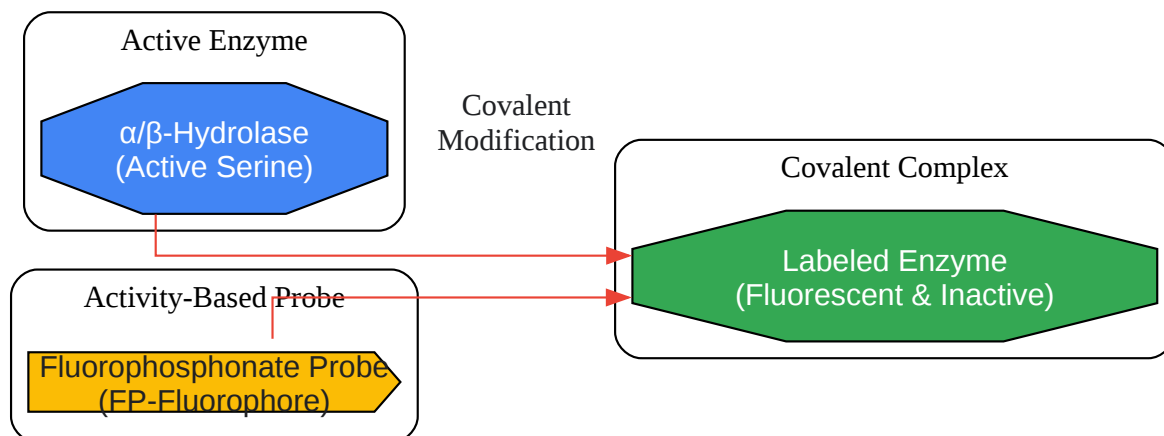 Active Enzyme
α/β-Hydrolase
(Active Serine)
Covalent
Modification
Covalent Complex
Labeled Enzyme
(Fluorescent & Inactive)
Activity-Based Probe
Fluorophosphonate Probe
(FP-Fluorophore)